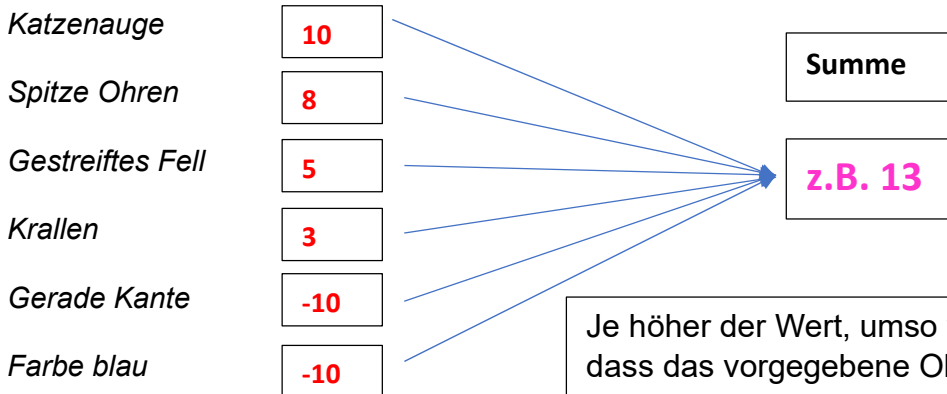 Katzenauge 10
Summe
Spitze Ohren 8
Gestreiftes Fell 5
z.B. 13
Krallen 3
Gerade Kante -10
Je höher der Wert, umso
Farbe blau -10
dass das vorgegebene